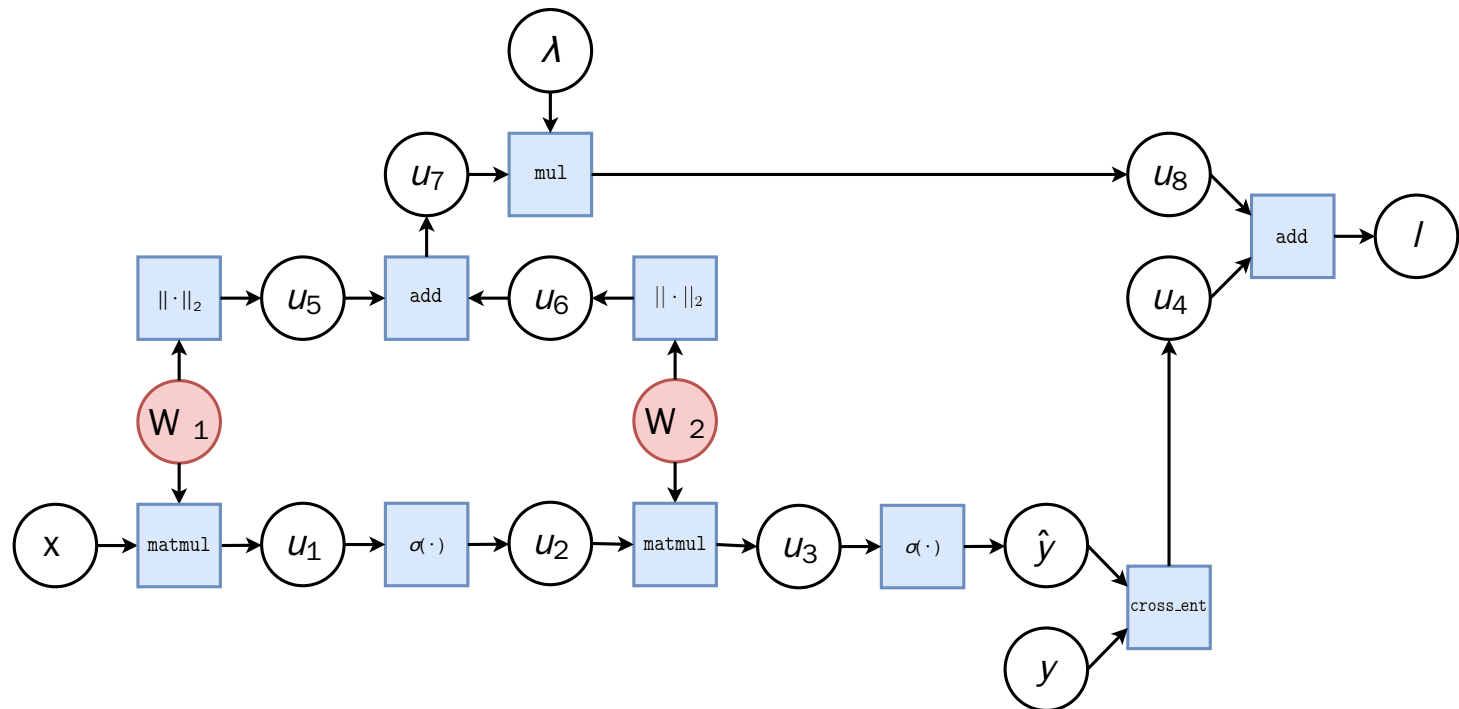 λ
u7
mul
u8
add
l
|| · ||2
u5
add
u6
|| · ||2
u4
W 1
W 2
x
matmul
u1
σ(·)
u2
matmul
u3
σ(·)
ŷ
cross_ent
y